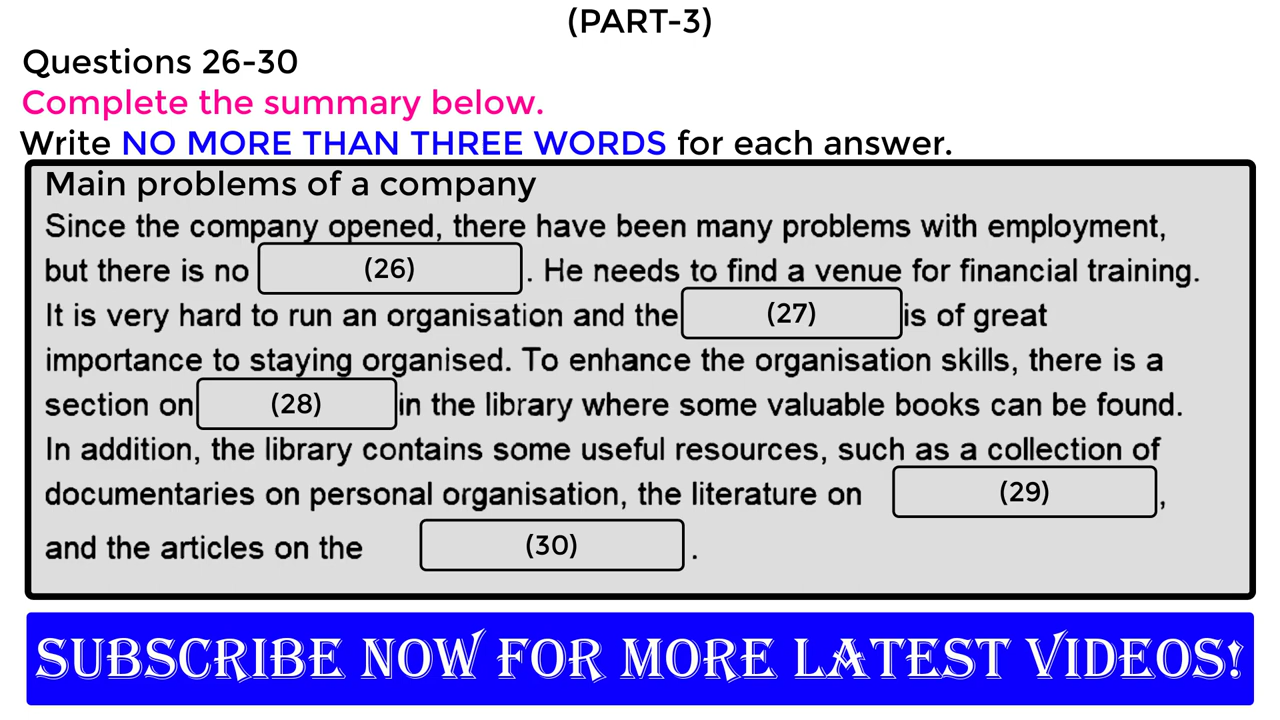 (PART-3)
Questions 26-30
Complete the summary below.
Write NO MORE THAN THREE WORDS for each answer.
Main problems of a company
Since the company opened, there have been many problems with employment,
but there is no (26) . He needs to find a venue for financial training.
It is very hard to run an organisation and the (27) is of great
importance to staying organised. To enhance the organisation skills, there is a
section on (28) in the library where some valuable books can be found.
In addition, the library contains some useful resources, such as a collection of
documentaries on personal organisation, the literature on (29) ,
and the articles on the (30) .
SUBSCRIBE NOW FOR MORE LATEST VIDEOS!